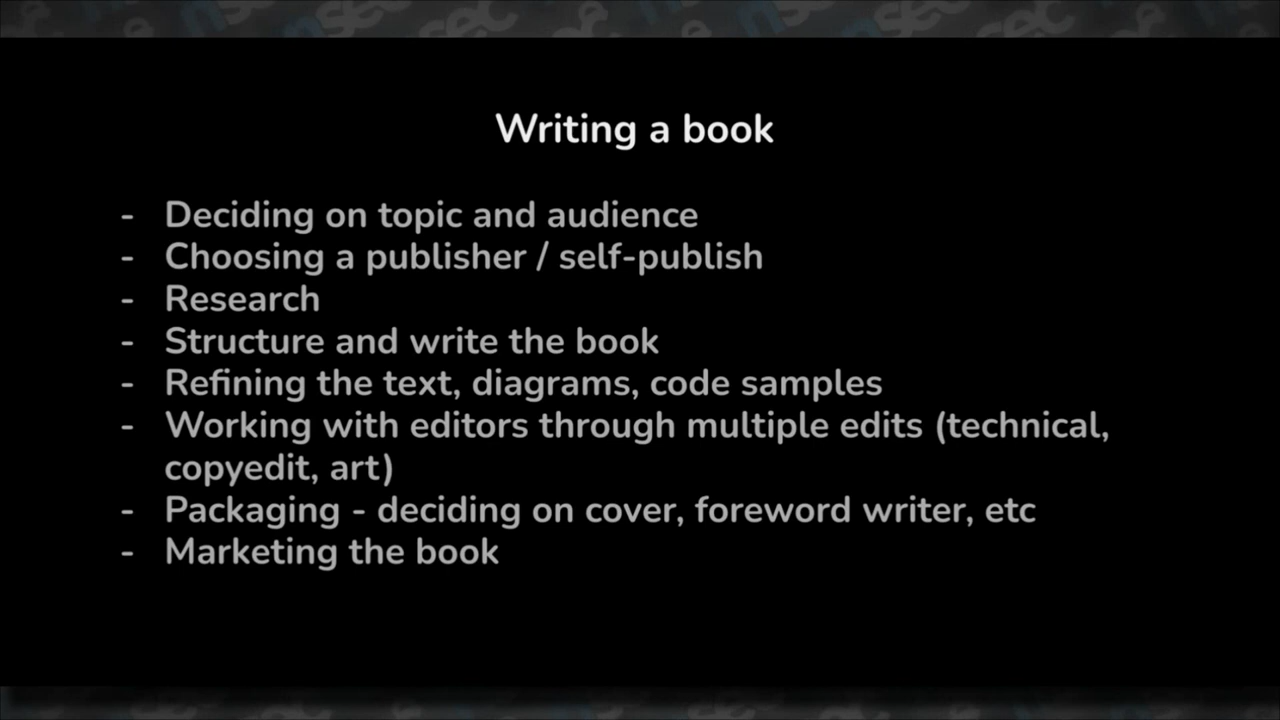 Writing a book
- Deciding on topic and audience
- Choosing a publisher / self-publish
- Research
- Structure and write the book
- Refining the text, diagrams, code samples
- Working with editors through multiple edits (technical,
copyedit, art)
- Packaging - deciding on cover, foreword writer, etc
- Marketing the book